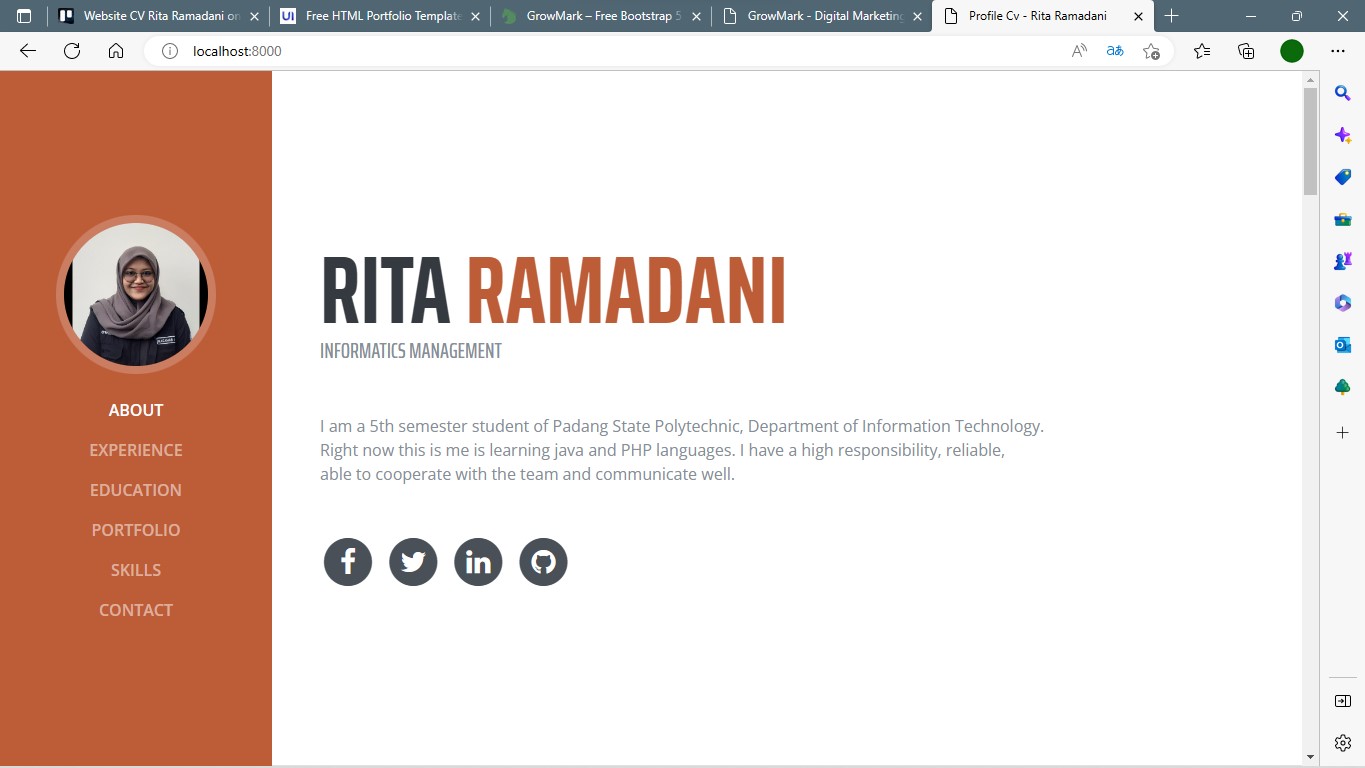 Website CV Rita Ramadani on
Free HTML Portfolio Template
GrowMark – Free Bootstrap 5
GrowMark - Digital Marketing
Profile Cv - Rita Ramadani
localhost:8000
RITA RAMADANI
INFORMATICS MANAGEMENT
ABOUT
EXPERIENCE
EDUCATION
PORTFOLIO
SKILLS
CONTACT
I am a 5th semester student of Padang State Polytechnic, Department of Information Technology.
Right now this is me is learning java and PHP languages. I have a high responsibility, reliable,
able to cooperate with the team and communicate well.